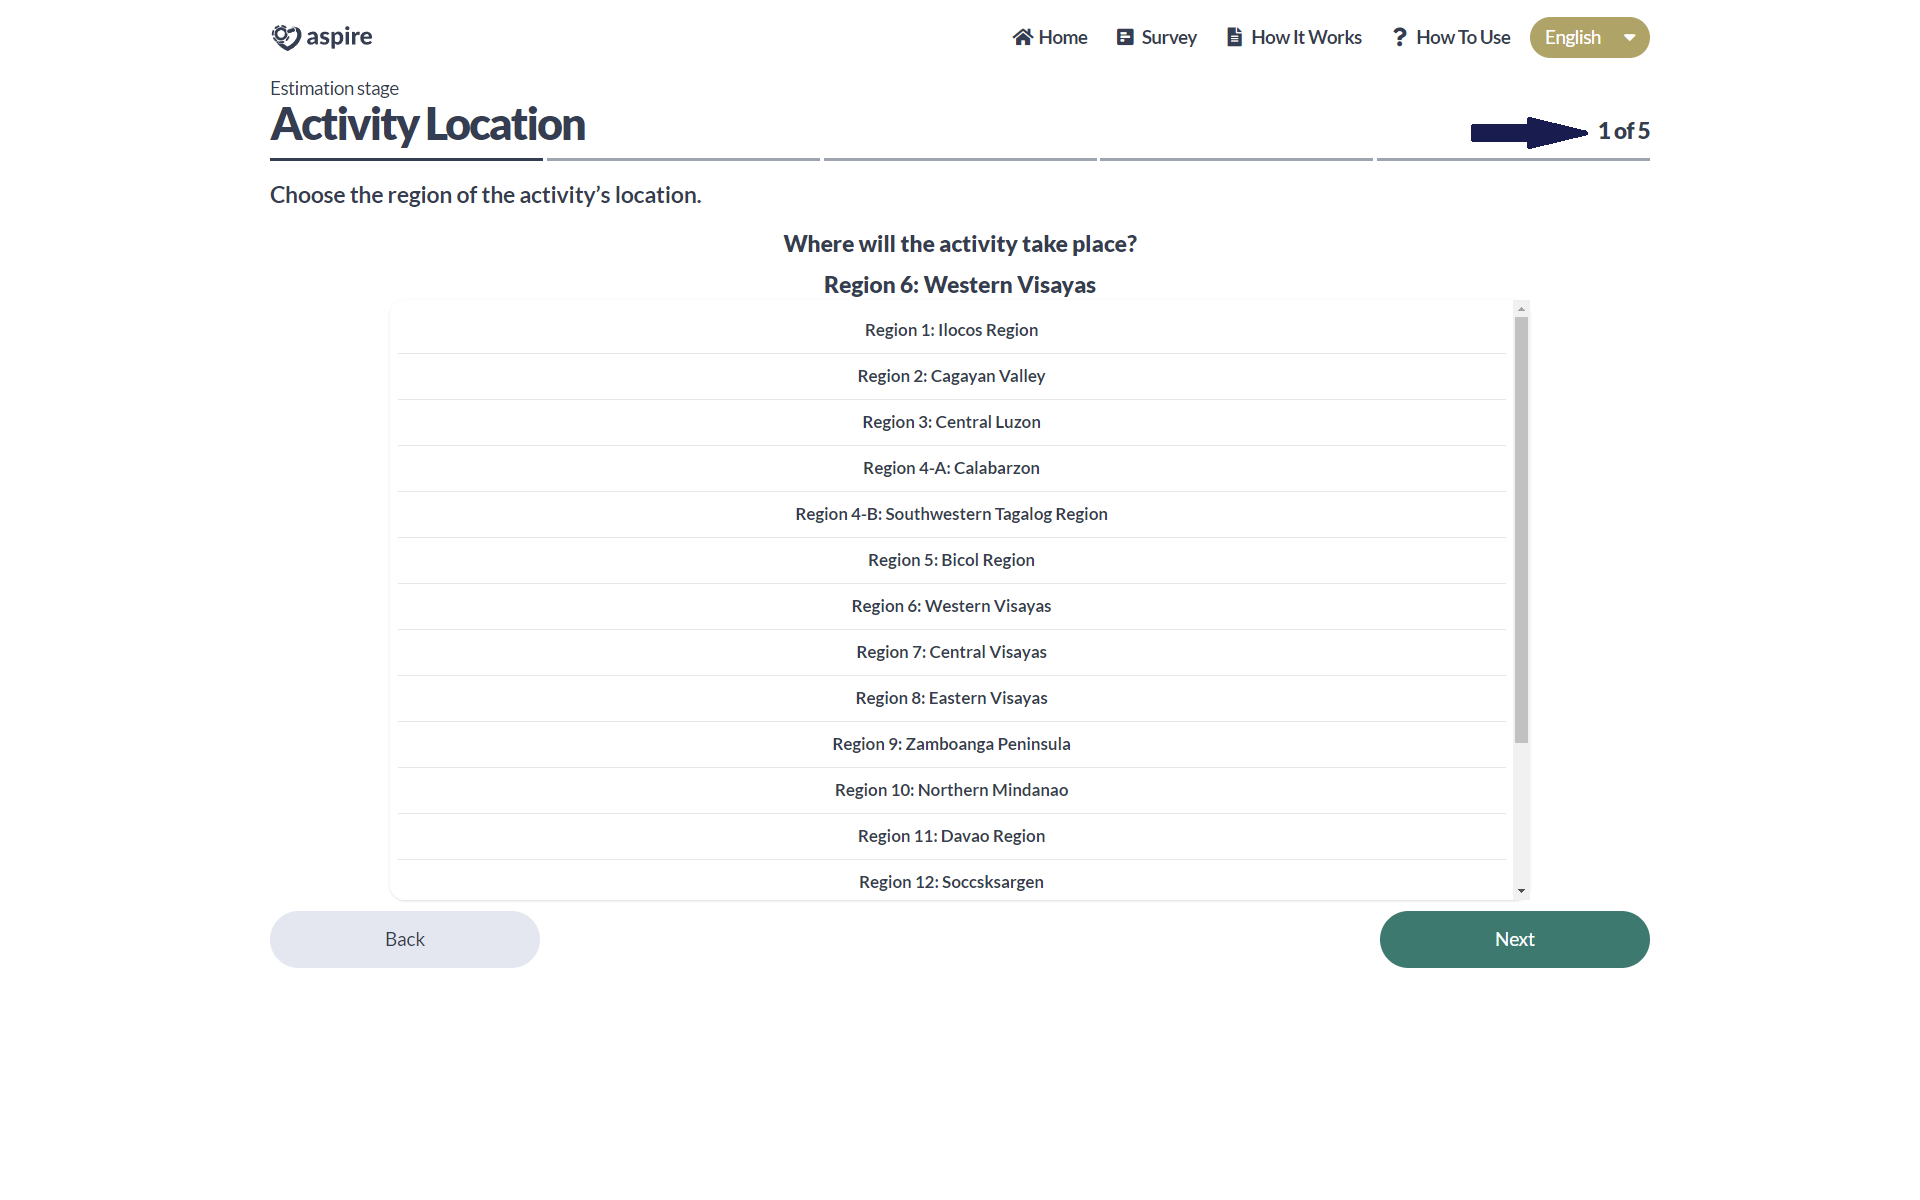 aspire
Home Survey How It Works How To Use English
Estimation stage
Activity Location
1 of 5
Choose the region of the activity’s location.
Where will the activity take place?
Region 6: Western Visayas
Region 1: Ilocos Region
Region 2: Cagayan Valley
Region 3: Central Luzon
Region 4-A: Calabarzon
Region 4-B: Southwestern Tagalog Region
Region 5: Bicol Region
Region 6: Western Visayas
Region 7: Central Visayas
Region 8: Eastern Visayas
Region 9: Zamboanga Peninsula
Region 10: Northern Mindanao
Region 11: Davao Region
Region 12: Soccsksargen
Back Next